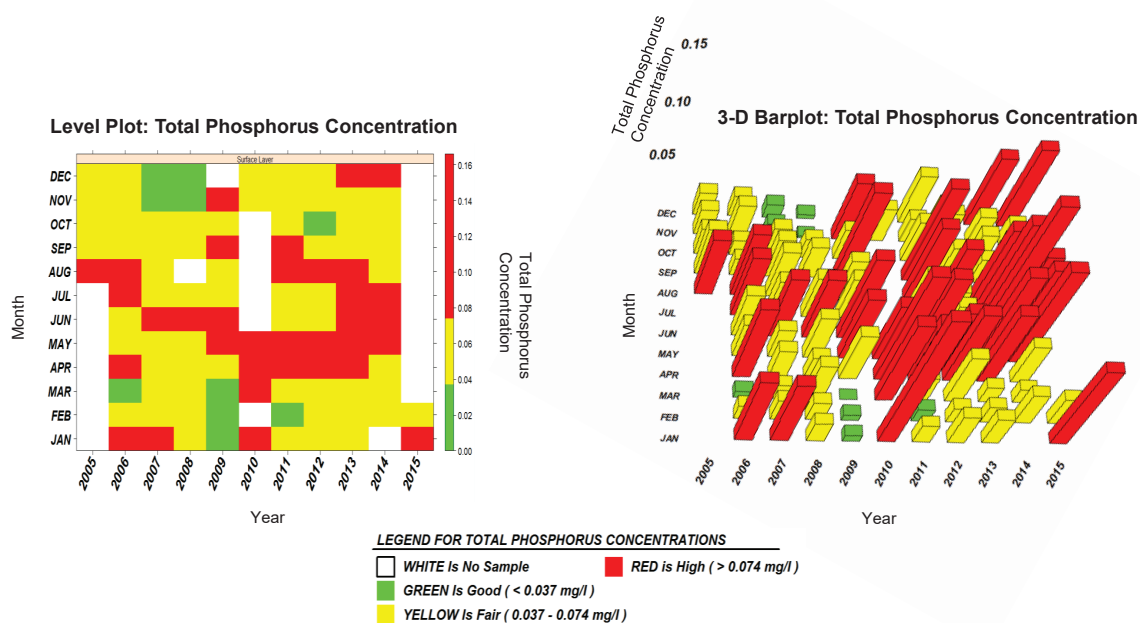 Level Plot: Total Phosphorus Concentration
Surface Layer
DEC
NOV
OCT
SEP
AUG
JUL
JUN
MAY
APR
MAR
FEB
JAN
Month
2005 2006 2007 2008 2009 2010 2011 2012 2013 2014 2015
Year
0.16
0.14
0.12
0.10
0.08
0.06
0.04
0.02
0.00
Total Phosphorus
Concentration
3-D Barplot: Total Phosphorus Concentration
Total Phosphorus
Concentration
0.15
0.10
0.05
DEC
NOV
OCT
SEP
AUG
JUL
JUN
MAY
APR
MAR
FEB
JAN
Month
2005 2006 2007 2008 2009 2010 2011 2012 2013 2014 2015
Year
LEGEND FOR TOTAL PHOSPHORUS CONCENTRATIONS
WHITE Is No Sample
RED is High ( > 0.074 mg/l )
GREEN Is Good ( < 0.037 mg/l )
YELLOW Is Fair ( 0.037 - 0.074 mg/l )